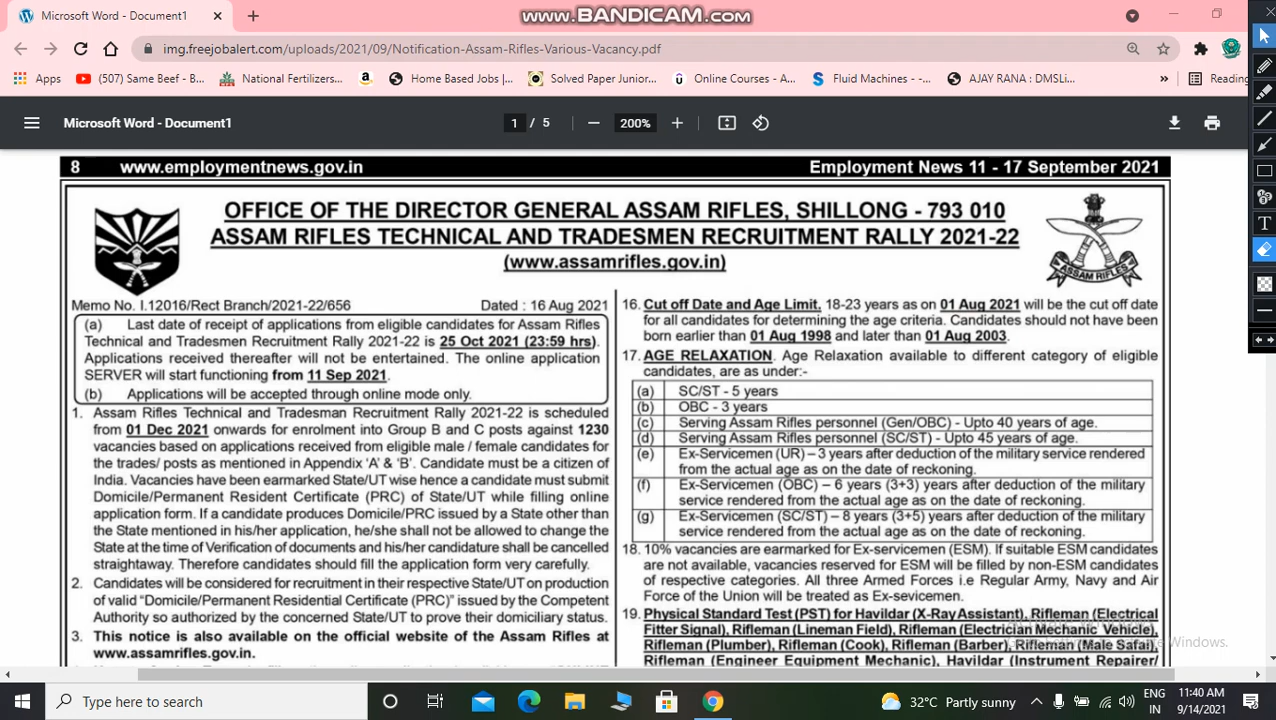 Microsoft Word - Document1
www.BANDICAM.com
img.freejobalert.com/uploads/2021/09/Notification-Assam-Rifles-Various-Vacancy.pdf
Apps
(507) Same Beef - B...
National Fertilizers...
Home Based Jobs |...
Solved Paper Junior...
Online Courses - A...
Fluid Machines - --...
AJAY RANA : DMSLi...
»
Reading
Microsoft Word - Document1
1 / 5
200%
8 www.employmentnews.gov.in
Employment News 11 - 17 September 2021
OFFICE OF THE DIRECTOR GENERAL ASSAM RIFLES, SHILLONG - 793 010
ASSAM RIFLES TECHNICAL AND TRADESMEN RECRUITMENT RALLY 2021-22
(www.assamrifles.gov.in)
ASSAM RIFLES
Memo No. I.12016/Rect Branch/2021-22/656 Dated : 16 Aug 2021
(a) Last date of receipt of applications from eligible candidates for Assam Rifles
Technical and Tradesmen Recruitment Rally 2021-22 is 25 Oct 2021 (23:59 hrs).
Applications received thereafter will not be entertained. The online application
SERVER will start functioning from 11 Sep 2021.
(b) Applications will be accepted through online mode only.
1. Assam Rifles Technical and Tradesman Recruitment Rally 2021-22 is scheduled
from 01 Dec 2021 onwards for enrolment into Group B and C posts against 1230
vacancies based on applications received from eligible male / female candidates for
the trades/ posts as mentioned in Appendix 'A' & 'B'. Candidate must be a citizen of
India. Vacancies have been earmarked State/UT wise hence a candidate must submit
Domicile/Permanent Resident Certificate (PRC) of State/UT while filling online
application form. If a candidate produces Domicile/PRC issued by a State other than
the State mentioned in his/her application, he/she shall not be allowed to change the
State at the time of Verification of documents and his/her candidature shall be cancelled
straightaway. Therefore candidates should fill the application form very carefully.
2. Candidates will be considered for recruitment in their respective State/UT on production
of valid "Domicile/Permanent Residential Certificate (PRC)" issued by the Competent
Authority so authorized by the concerned State/UT to prove their domiciliary status.
3. This notice is also available on the official website of the Assam Rifles at
www.assamrifles.gov.in.
16. Cut off Date and Age Limit. 18-23 years as on 01 Aug 2021 will be the cut off date
for all candidates for determining the age criteria. Candidates should not have been
born earlier than 01 Aug 1998 and later than 01 Aug 2003.
17. AGE RELAXATION. Age Relaxation available to different category of eligible
candidates, are as under:-
(a) SC/ST - 5 years
(b) OBC - 3 years
(c) Serving Assam Rifles personnel (Gen/OBC) - Upto 40 years of age.
(d) Serving Assam Rifles personnel (SC/ST) - Upto 45 years of age.
(e) Ex-Servicemen (UR) – 3 years after deduction of the military service rendered
from the actual age as on the date of reckoning.
(f) Ex-Servicemen (OBC) – 6 years (3+3) years after deduction of the military
service rendered from the actual age as on the date of reckoning.
(g) Ex-Servicemen (SC/ST) – 8 years (3+5) years after deduction of the military
service rendered from the actual age as on the date of reckoning.
18. 10% vacancies are earmarked for Ex-servicemen (ESM). If suitable ESM candidates
are not available, vacancies reserved for ESM will be filled by non-ESM candidates
of respective categories. All three Armed Forces i.e Regular Army, Navy and Air
Force of the Union will be treated as Ex-sevicemen.
19. Physical Standard Test (PST) for Havildar (X-Ray Assistant), Rifleman (Electrical
Fitter Signal), Rifleman (Lineman Field), Rifleman (Electrician Mechanic Vehicle),
Rifleman (Plumber), Rifleman (Cook), Rifleman (Barber), Rifleman (Male Safai),
Rifleman (Engineer Equipment Mechanic), Havildar (Instrument Repairer/
Type here to search
32°C Partly sunny
ENG
IN
11:40 AM
9/14/2021